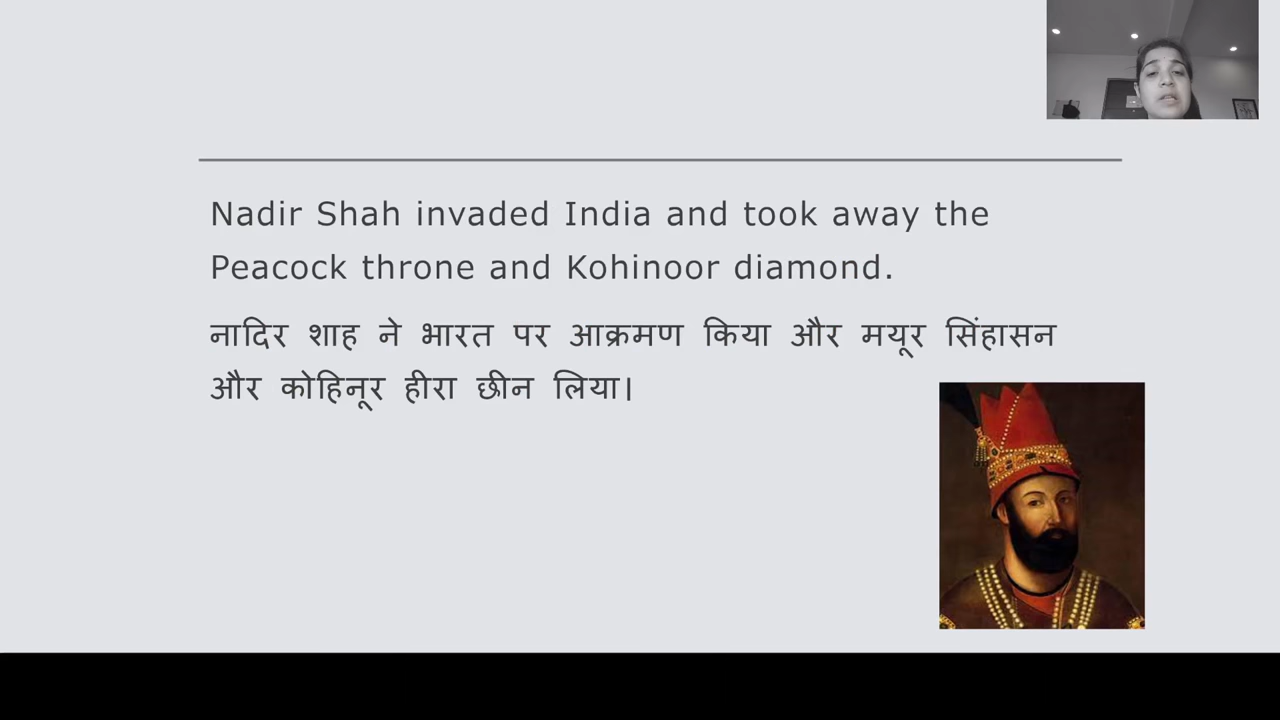 Nadir Shah invaded India and took away the
Peacock throne and Kohinoor diamond.
नादिर शाह ने भारत पर आक्रमण किया और मयूर सिंहासन
और कोहिनूर हीरा छीन लिया।